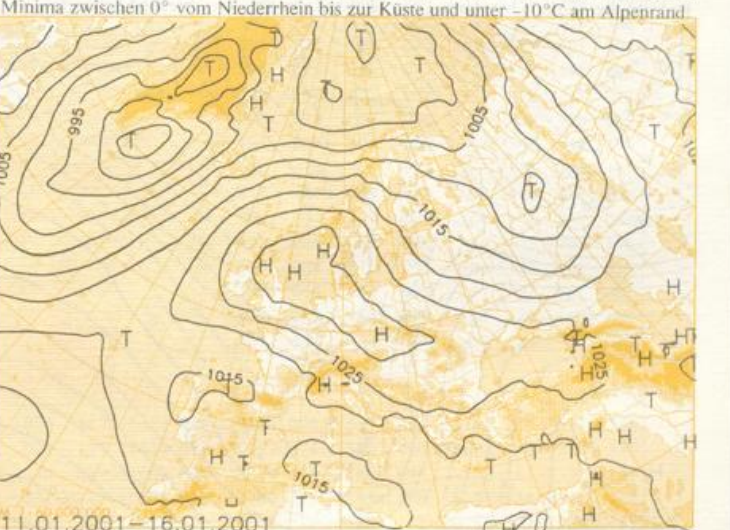 Minima zwischen 0° vom Niederrhein bis zur Küste und unter –10°C am Alpenrand
T T H T T T H T
995 1005 T
1005
T
T
1015
H H H
H
T H
1015 1025 H 1025
H T H H
T T
H T T T T T H H H
1015 T H
H
11.01.2001–16.01.2001